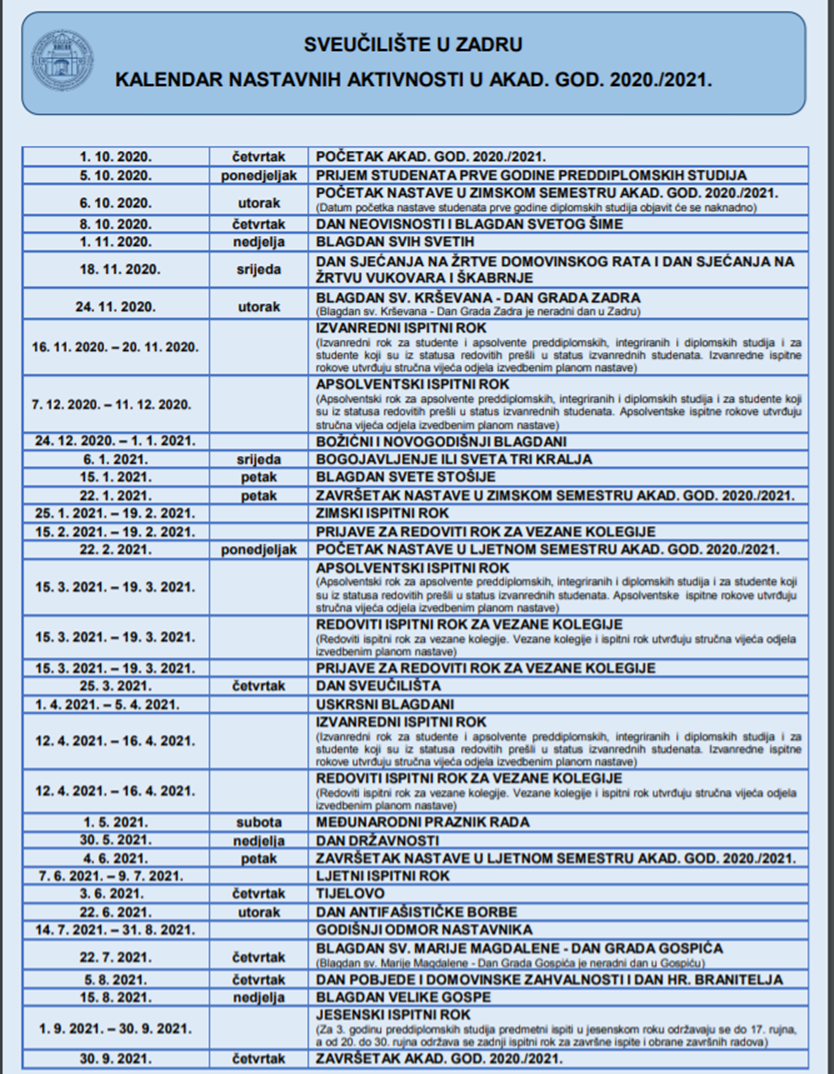 SVEUČILIŠTE U ZADRU
KALENDAR NASTAVNIH AKTIVNOSTI U AKAD. GOD. 2020./2021.
1. 10. 2020. četvrtak POČETAK AKAD. GOD. 2020./2021.
5. 10. 2020. ponedjeljak PRIJEM STUDENATA PRVE GODINE PREDDIPLOMSKIH STUDIJA
6. 10. 2020. utorak POČETAK NASTAVE U ZIMSKOM SEMESTRU AKAD. GOD. 2020./2021.
(Datum početka nastave studenata prve godine diplomskih studija objavit će se naknadno)
8. 10. 2020. četvrtak DAN NEOVISNOSTI I BLAGDAN SVETOG ŠIME
1. 11. 2020. nedjelja BLAGDAN SVIH SVETIH
18. 11. 2020. srijeda DAN SJEĆANJA NA ŽRTVE DOMOVINSKOG RATA I DAN SJEĆANJA NA
ŽRTVU VUKOVARA I ŠKABRNJE
24. 11. 2020. utorak BLAGDAN SV. KRŠEVANA - DAN GRADA ZADRA
(Blagdan sv. Krševana - Dan Grada Zadra je neradni dan u Zadru)
16. 11. 2020. – 20. 11. 2020. IZVANREDNI ISPITNI ROK
(Izvanredni rok za studente i apsolvente preddiplomskih, integriranih i diplomskih studija i za
studente koji su iz statusa redovitih prešli u status izvanrednih studenata. Izvanredne ispitne
rokove utvrđuju stručna vijeća odjela izvedbenim planom nastave)
7. 12. 2020. – 11. 12. 2020. APSOLVENTSKI ISPITNI ROK
(Apsolventski rok za apsolvente preddiplomskih, integriranih i diplomskih studija i za studente koji
su iz statusa redovitih prešli u status izvanrednih studenata. Apsolventske ispitne rokove utvrđuju
stručna vijeća odjela izvedbenim planom nastave)
24. 12. 2020. – 1. 1. 2021. BOŽIĆNI I NOVOGODIŠNJI BLAGDANI
6. 1. 2021. srijeda BOGOJAVLJENJE ILI SVETA TRI KRALJA
15. 1. 2021. petak BLAGDAN SVETE STOŠIJE
22. 1. 2021. petak ZAVRŠETAK NASTAVE U ZIMSKOM SEMESTRU AKAD. GOD. 2020./2021.
25. 1. 2021. – 19. 2. 2021. ZIMSKI ISPITNI ROK
15. 2. 2021. – 19. 2. 2021. PRIJAVE ZA REDOVITI ROK ZA VEZANE KOLEGIJE
22. 2. 2021. ponedjeljak POČETAK NASTAVE U LJETNOM SEMESTRU AKAD. GOD. 2020./2021.
15. 3. 2021. – 19. 3. 2021. APSOLVENTSKI ISPITNI ROK
(Apsolventski rok za apsolvente preddiplomskih, integriranih i diplomskih studija i za studente koji
su iz statusa redovitih prešli u status izvanrednih studenata. Apsolventske ispitne rokovove utvrđuju
stručna vijeća odjela izvedbenim planom nastave)
15. 3. 2021. – 19. 3. 2021. REDOVITI ISPITNI ROK ZA VEZANE KOLEGIJE
(Redoviti ispitni rok za vezane kolegije. Vezane kolegije i ispitni rok utvrđuju stručna vijeća odjela
izvedbenim planom nastave)
15. 3. 2021. – 19. 3. 2021. PRIJAVE ZA REDOVITI ROK ZA VEZANE KOLEGIJE
25. 3. 2021. četvrtak DAN SVEUČILIŠTA
1. 4. 2021. – 5. 4. 2021. USKRSNI BLAGDANI
12. 4. 2021. – 16. 4. 2021. IZVANREDNI ISPITNI ROK
(Izvanredni rok za studente i apsolvente preddiplomskih, integriranih i diplomskih studija i za
studente koji su iz statusa redovitih prešli u status izvanrednih studenata. Izvanredne ispitne
rokove utvrđuju stručna vijeća odjela izvedbenim planom nastave)
12. 4. 2021. – 16. 4. 2021. REDOVITI ISPITNI ROK ZA VEZANE KOLEGIJE
(Redoviti ispitni rok za vezane kolegije. Vezane kolegije i ispitni rok utvrđuju stručna vijeća odjela
izvedbenim planom nastave)
1. 5. 2021. subota MEĐUNARODNI PRAZNIK RADA
30. 5. 2021. nedjelja DAN DRŽAVNOSTI
4. 6. 2021. petak ZAVRŠETAK NASTAVE U LJETNOM SEMESTRU AKAD. GOD. 2020./2021.
7. 6. 2021. – 9. 7. 2021. LJETNI ISPITNI ROK
3. 6. 2021. četvrtak TIJELOVO
22. 6. 2021. utorak DAN ANTIFAŠISTIČKE BORBE
14. 7. 2021. – 31. 8. 2021. GODIŠNJI ODMOR NASTAVNIKA
22. 7. 2021. četvrtak BLAGDAN SV. MARIJE MAGDALENE - DAN GRADA GOSPIĆA
(Blagdan sv. Marije Magdalene - Dan Grada Gospića je neradni dan u Gospiću)
5. 8. 2021. četvrtak DAN POBJEDE I DOMOVINSKE ZAHVALNOSTI I DAN HR. BRANITELJA
15. 8. 2021. nedjelja BLAGDAN VELIKE GOSPE
1. 9. 2021. – 30. 9. 2021. JESENSKI ISPITNI ROK
(Za 3. godinu preddiplomskih studija predmetni ispiti u jesenskom roku održavaju se do 17. rujna,
a od 20. do 30. rujna održava se zadnji ispitni rok za završne ispite i obrane završnih radova)
30. 9. 2021. četvrtak ZAVRŠETAK AKAD. GOD. 2020./2021.